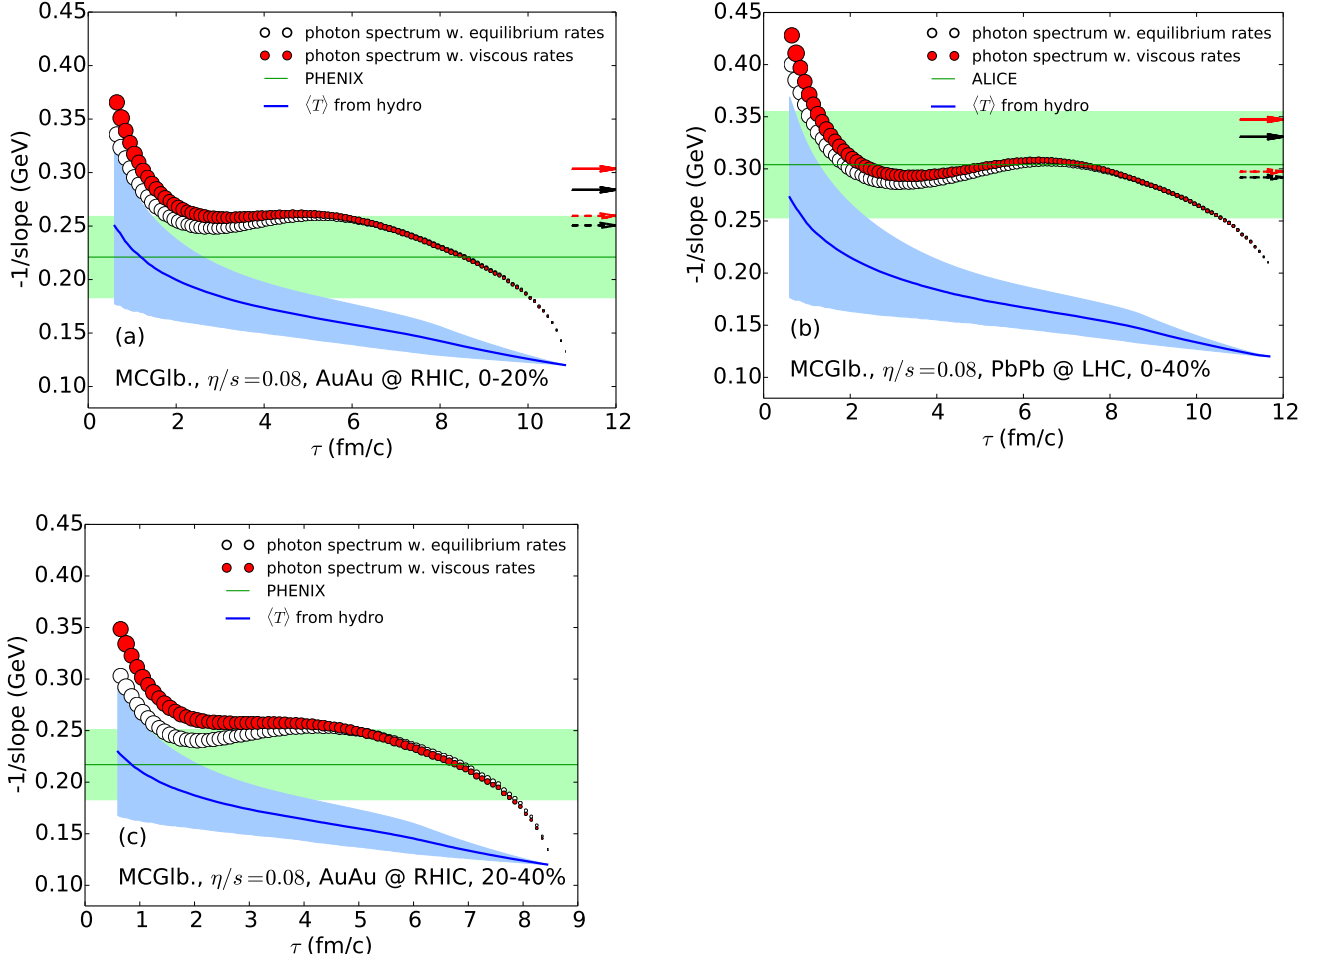 0.45
0.40
0.35
0.30
0.25
0.20
0.15
0.10
-1/slope (GeV)
photon spectrum w. equilibrium rates
photon spectrum w. viscous rates
PHENIX
⟨T⟩ from hydro
(a)
MCGlb., η/s=0.08, AuAu @ RHIC, 0-20%
0 2 4 6 8 10 12
τ (fm/c)
0.45
0.40
0.35
0.30
0.25
0.20
0.15
0.10
-1/slope (GeV)
photon spectrum w. equilibrium rates
photon spectrum w. viscous rates
ALICE
⟨T⟩ from hydro
(b)
MCGlb., η/s=0.08, PbPb @ LHC, 0-40%
0 2 4 6 8 10 12
τ (fm/c)
0.45
0.40
0.35
0.30
0.25
0.20
0.15
0.10
-1/slope (GeV)
photon spectrum w. equilibrium rates
photon spectrum w. viscous rates
PHENIX
⟨T⟩ from hydro
(c)
MCGlb., η/s=0.08, AuAu @ RHIC, 20-40%
0 1 2 3 4 5 6 7 8 9
τ (fm/c)